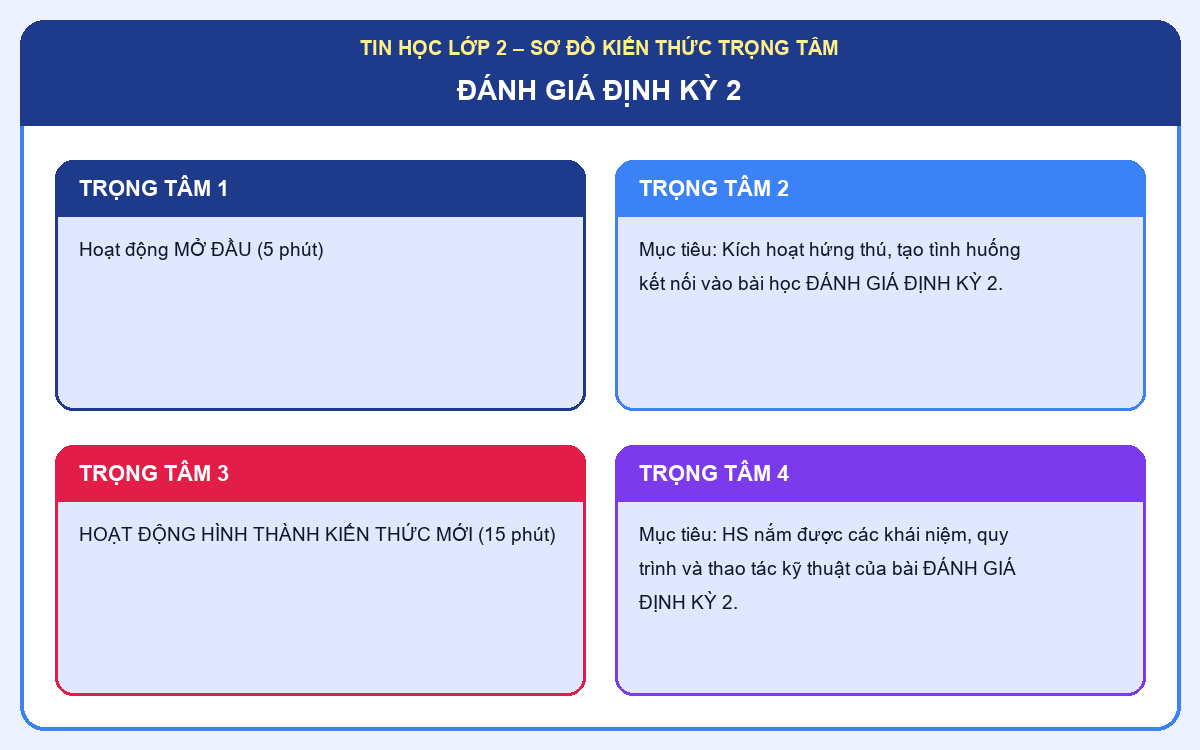 TIN HỌC LỚP 2 – SƠ ĐỒ KIẾN THỨC TRỌNG TÂM
ĐÁNH GIÁ ĐỊNH KỲ 2
TRỌNG TÂM 1
Hoạt động MỞ ĐẦU (5 phút)
TRỌNG TÂM 2
Mục tiêu: Kích hoạt hứng thú, tạo tình huống
kết nối vào bài học ĐÁNH GIÁ ĐỊNH KỲ 2.
TRỌNG TÂM 3
HOẠT ĐỘNG HÌNH THÀNH KIẾN THỨC MỚI (15 phút)
TRỌNG TÂM 4
Mục tiêu: HS nắm được các khái niệm, quy
trình và thao tác kỹ thuật của bài ĐÁNH GIÁ
ĐỊNH KỲ 2.